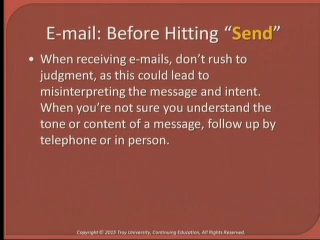 E-mail: Before Hitting “Send”
• When receiving e-mails, don’t rush to
judgment, as this could lead to
misinterpreting the message and intent.
When you’re not sure you understand the
tone or content of a message, follow up by
telephone or in person.
Copyright © 2015 Troy University, Continuing Education, All Rights Reserved.